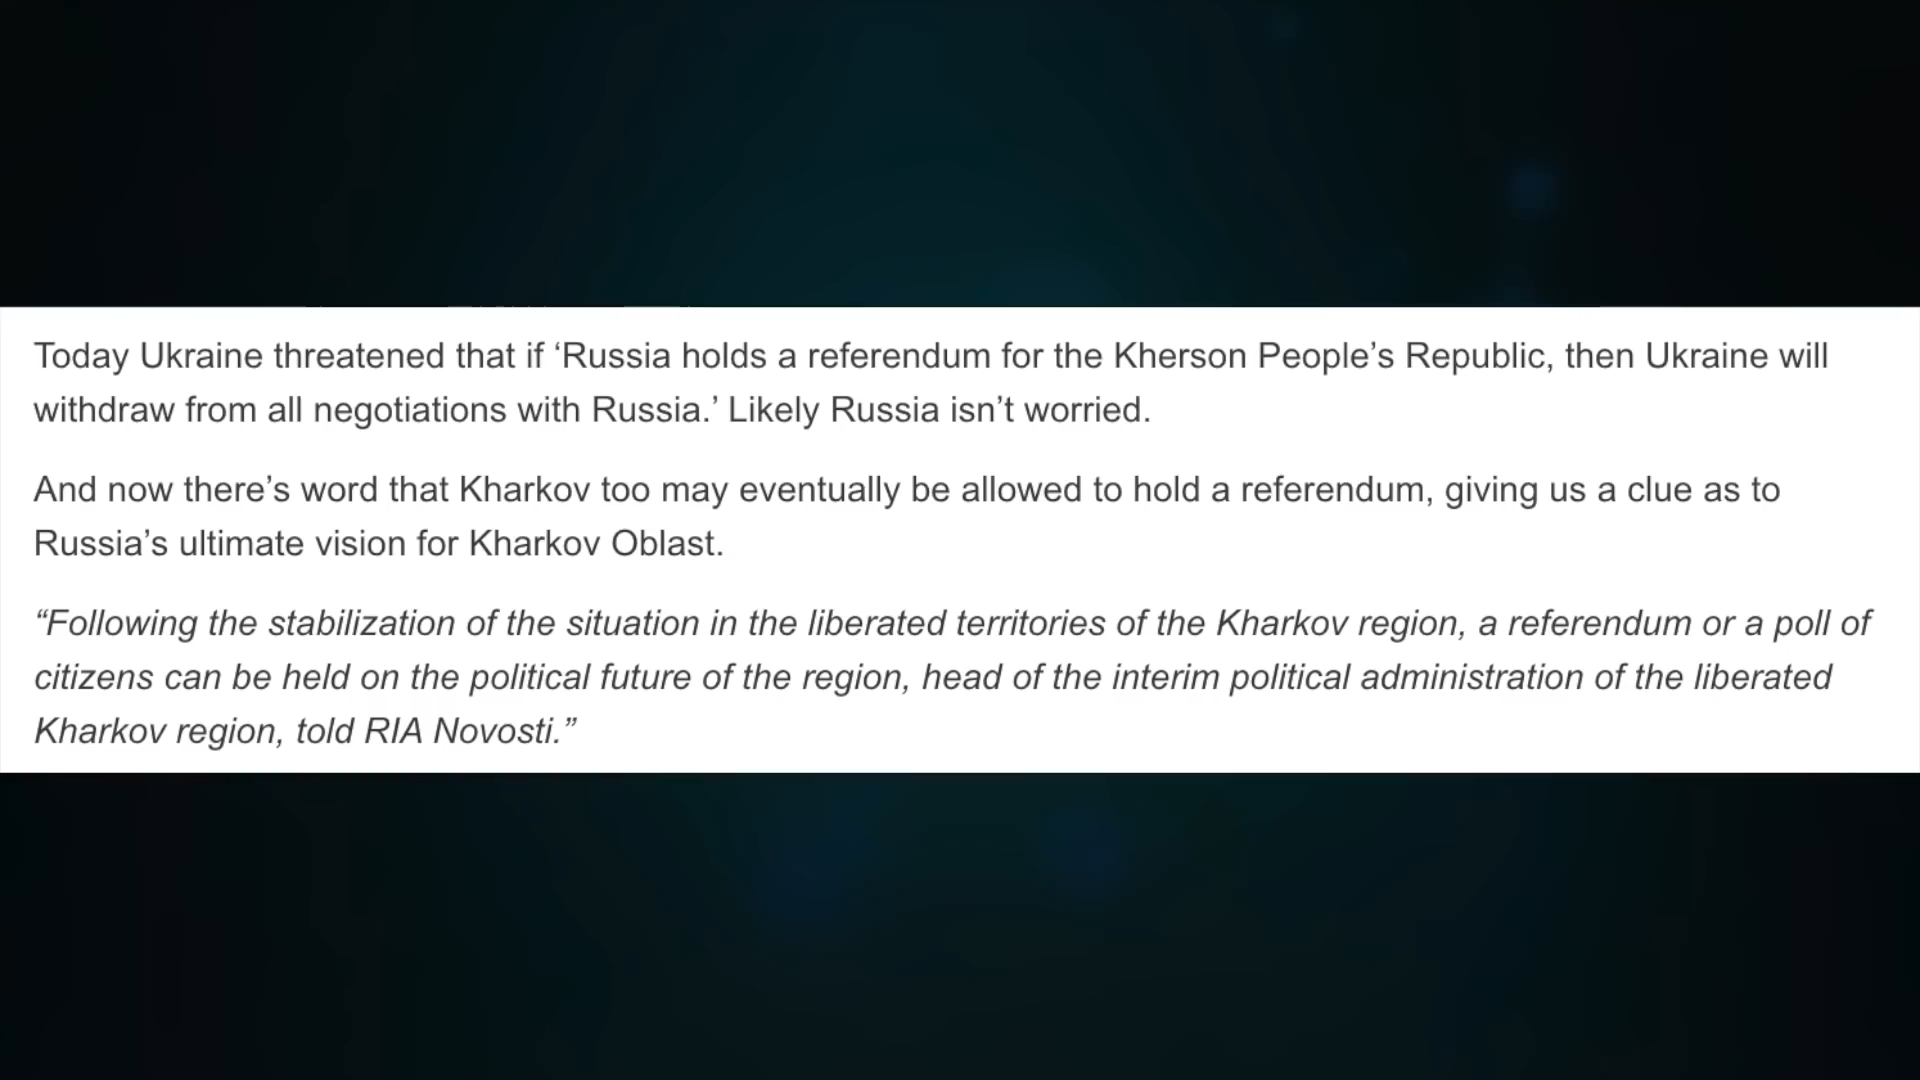 Today Ukraine threatened that if ‘Russia holds a referendum for the Kherson People’s Republic, then Ukraine will
withdraw from all negotiations with Russia.’ Likely Russia isn’t worried.
And now there’s word that Kharkov too may eventually be allowed to hold a referendum, giving us a clue as to
Russia’s ultimate vision for Kharkov Oblast.
“Following the stabilization of the situation in the liberated territories of the Kharkov region, a referendum or a poll of
citizens can be held on the political future of the region, head of the interim political administration of the liberated
Kharkov region, told RIA Novosti.”